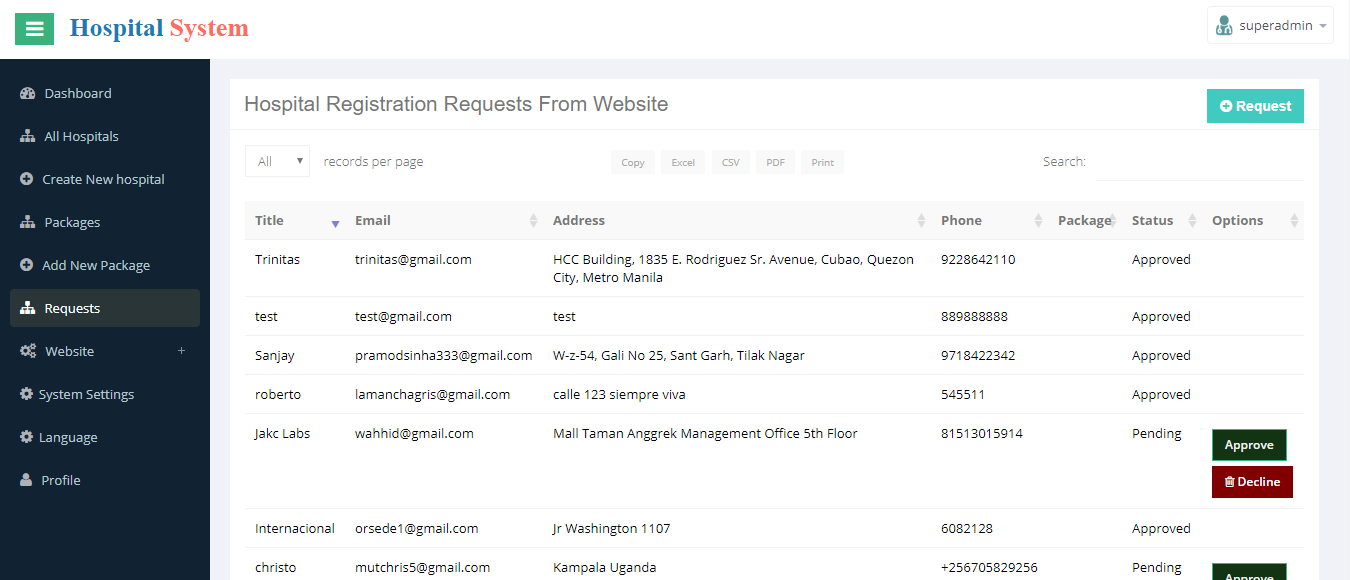 Hospital System
superadmin
Dashboard
All Hospitals
Create New hospital
Packages
Add New Package
Requests
Website +
System Settings
Language
Profile
Hospital Registration Requests From Website
Request
All records per page
Copy Excel CSV PDF Print
Search:
Title Email Address Phone Package Status Options
Trinitas trinitas@gmail.com HCC Building, 1835 E. Rodriguez Sr. Avenue, Cubao, Quezon 9228642110 Approved
City, Metro Manila
test test@gmail.com test 889888888 Approved
Sanjay pramodsinha333@gmail.com W-z-54, Gali No 25, Sant Garh, Tilak Nagar 9718422342 Approved
roberto lamanchagris@gmail.com calle 123 siempre viva 545511 Approved
Jakc Labs wahhid@gmail.com Mall Taman Anggrek Management Office 5th Floor 81513015914 Pending
Approve
Decline
Internacional orsede1@gmail.com Jr Washington 1107 6082128 Approved
christo mutchris5@gmail.com Kampala Uganda +256705829256 Pending
Approve